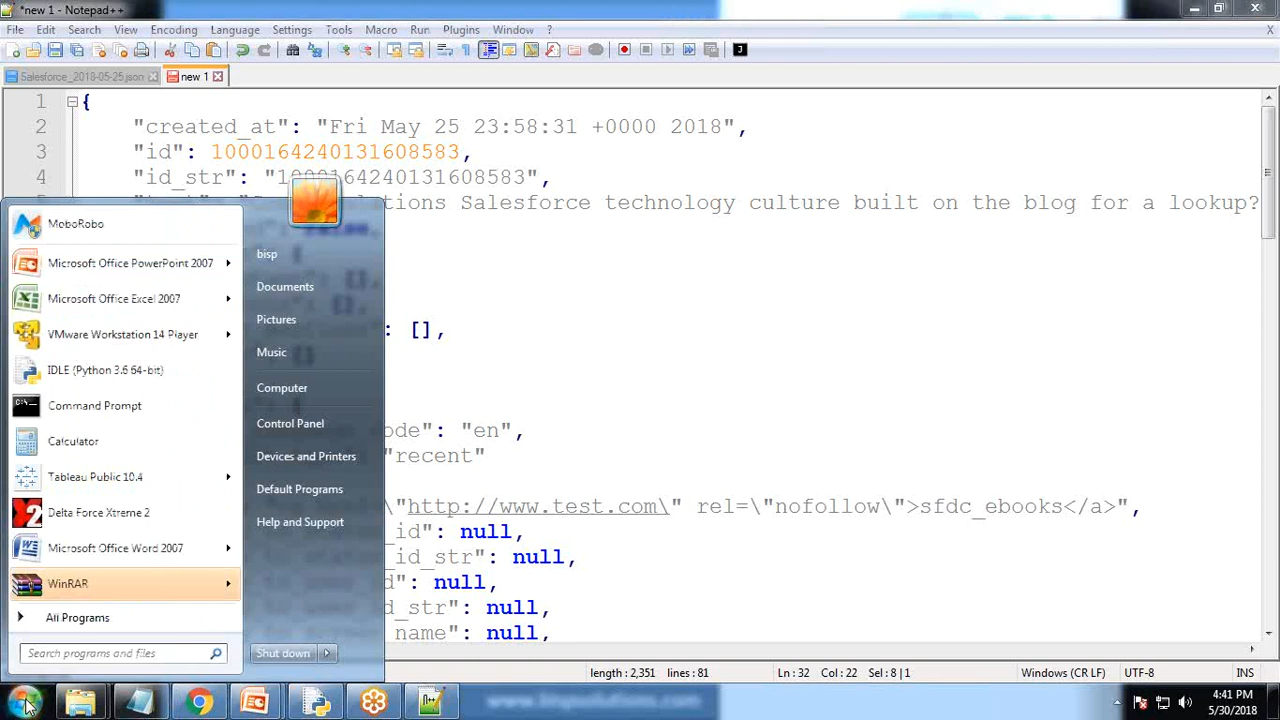 *new 1 - Notepad++
File Edit Search View Encoding Language Settings Tools Macro Run Plugins Window ?
X
Salesforce_2018-05-25.json new 1
1 {
2 "created_at": "Fri May 25 23:58:31 +0000 2018",
3 "id": 1000164240131608583,
4 "id_str": "1000164240131608583",
tions Salesforce technology culture built on the blog for a lookup?
: [],
ode": "en",
"recent"
\"http://www.test.com\" rel=\"nofollow\">sfdc_ebooks</a>",
_id": null,
_id_str": null,
d": null,
d_str": null,
_name": null,
MoboRobo
Microsoft Office PowerPoint 2007
Microsoft Office Excel 2007
VMware Workstation 14 Player
IDLE (Python 3.6 64-bit)
Command Prompt
Calculator
Tableau Public 10.4
Delta Force Xtreme 2
Microsoft Office Word 2007
WinRAR
All Programs
Search programs and files
bisp
Documents
Pictures
Music
Computer
Control Panel
Devices and Printers
Default Programs
Help and Support
Shut down
length : 2,351 lines : 81
Ln : 32 Col : 22 Sel : 8 | 1
Windows (CR LF)
UTF-8
INS
4:41 PM
5/30/2018